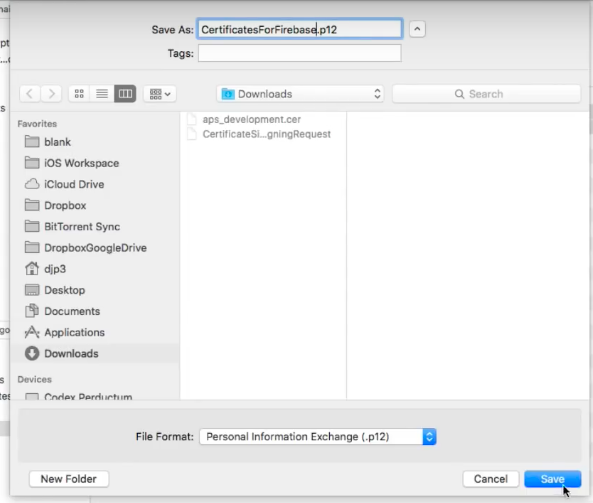 nai
Save As: CertificatesForFirebase.p12
Tags:
Downloads
Search
Favorites
blank
iOS Workspace
iCloud Drive
Dropbox
BitTorrent Sync
DropboxGoogleDrive
djp3
Desktop
Documents
Applications
Downloads
Devices
Codex Perductum
aps_development.cer
CertificateSi...gningRequest
File Format: Personal Information Exchange (.p12)
New Folder
Cancel
Save